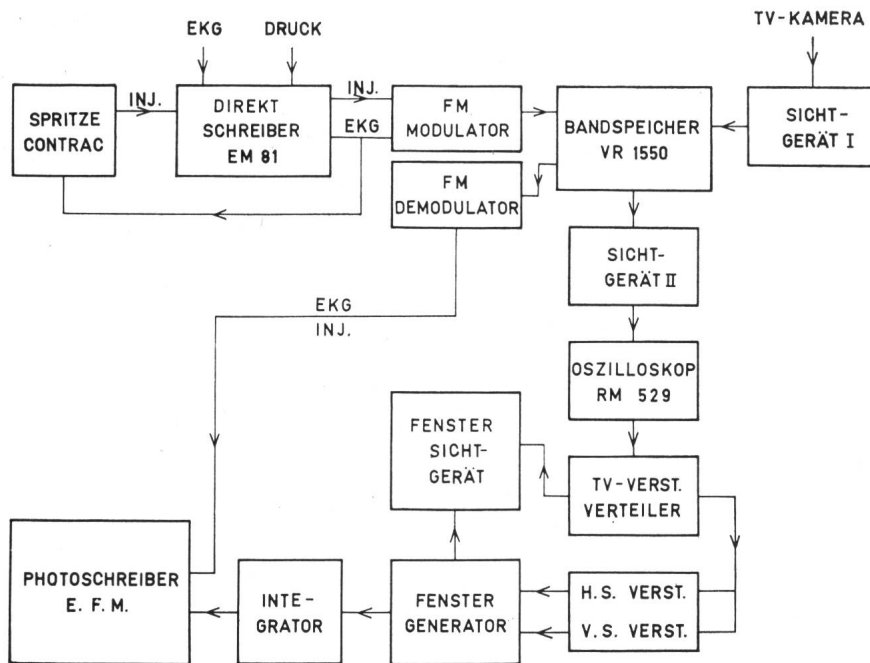 TV-KAMERA
EKG DRUCK
INJ.
INJ.
EKG
SPRITZE
CONTRAC
DIREKT
SCHREIBER
EM 81
FM
MODULATOR
BANDSPEICHER
VR 1550
SICHT-
GERÄT I
FM
DEMODULATOR
SICHT-
GERÄT II
EKG
INJ.
OSZILLOSKOP
RM 529
FENSTER
SICHT-
GERÄT
TV-VERST.
VERTEILER
PHOTOSCHREIBER
E. F. M.
INTE-
GRATOR
FENSTER
GENERATOR
H.S. VERST.
V.S. VERST.